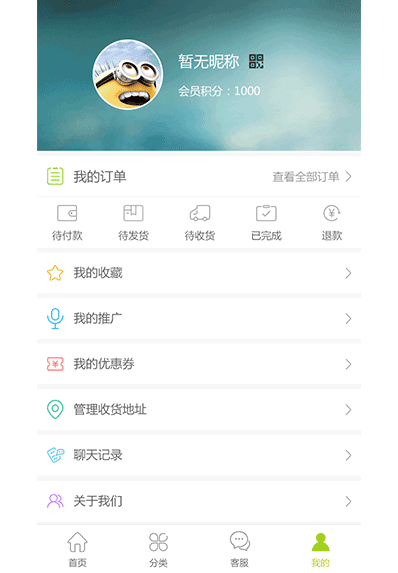 暂无昵称
会员积分：1000
我的订单 查看全部订单
待付款 待发货 待收货 已完成 退款
我的收藏
我的推广
我的优惠券
管理收货地址
聊天记录
关于我们
首页 分类 客服 我的